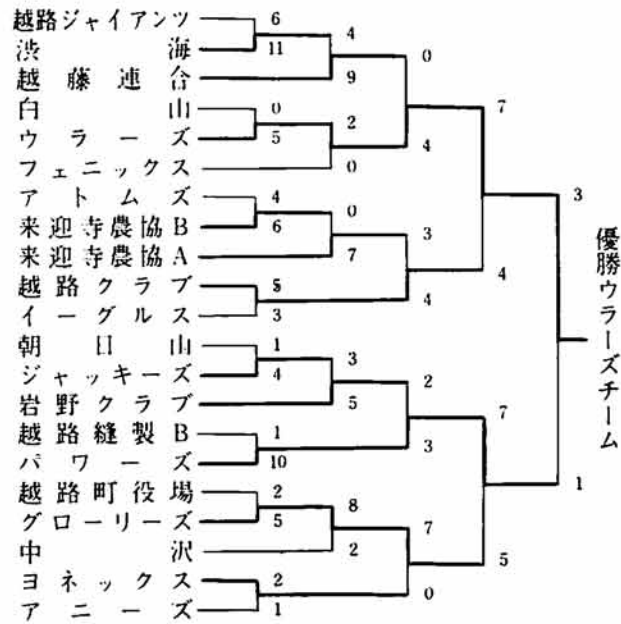 越路ジャイアンツ 6
渋海 11 4
越藤連合 9 0
白山 0
ウラーズ 5 2 7
フェニックス 0 4
アトムズ 4
来迎寺農協B 6 0 3
来迎寺農協A 7 3
越路クラブ 5 4 4
イーグルス 3
朝日山 1
ジャッキーズ 4 3
岩野クラブ 5 2
越路縫製B 1 7
パワーズ 10 3
越路町役場 2 1
グローリーズ 5 8
中沢 2 7
ヨネックス 2 5
アニーズ 1 0
優勝ウラーズチーム